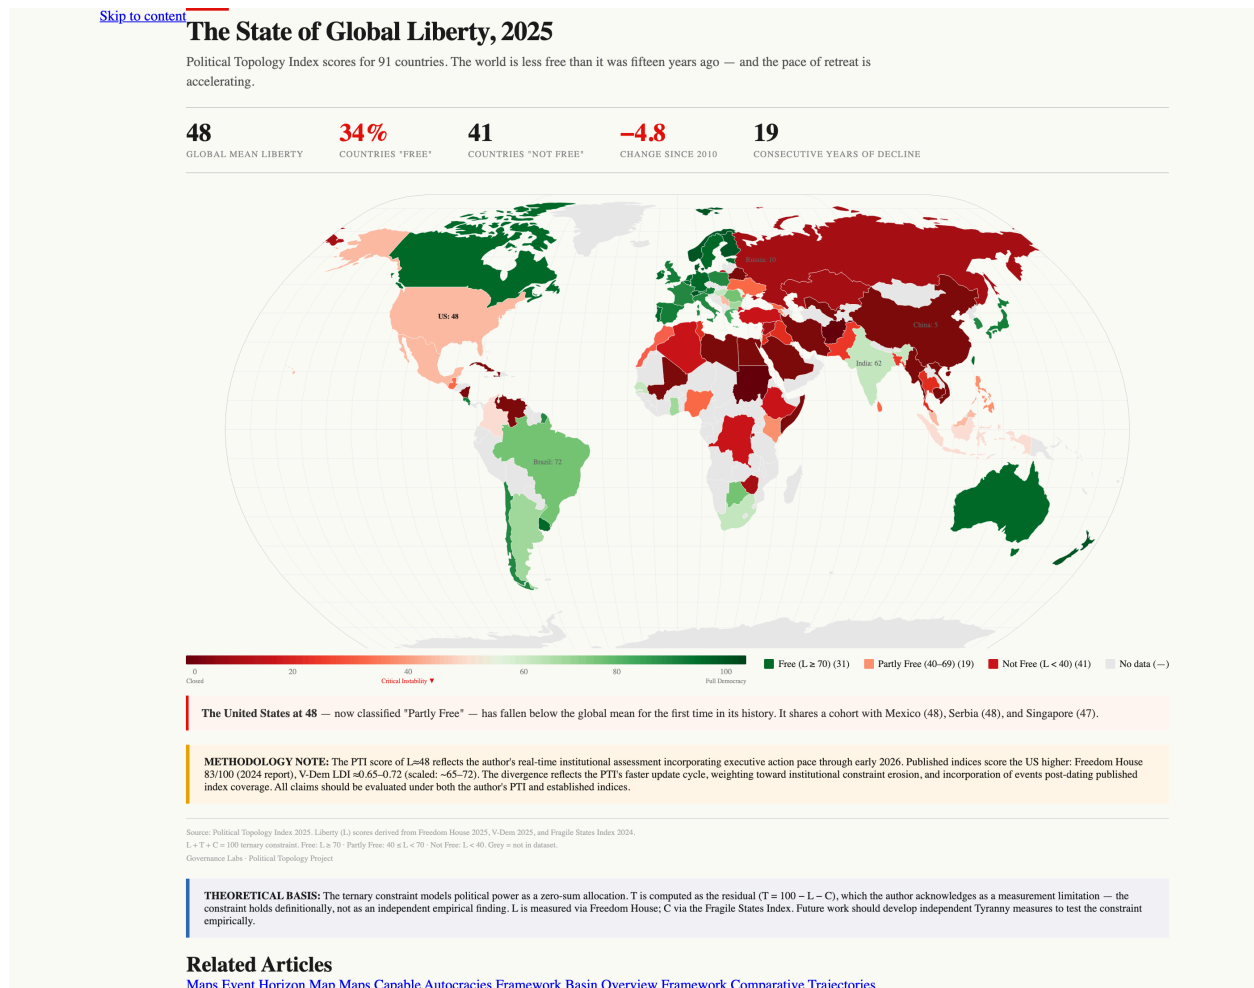 Skip to content
The State of Global Liberty, 2025
Political Topology Index scores for 91 countries. The world is less free than it was fifteen years ago — and the pace of retreat is
accelerating.
48
GLOBAL MEAN LIBERTY
34%
COUNTRIES "FREE"
41
COUNTRIES "NOT FREE"
−4.8
CHANGE SINCE 2010
19
CONSECUTIVE YEARS OF DECLINE
Russia: 10
US: 48
China: 5
India: 62
Brazil: 72
0 20 40 60 80 100
Closed Critical Instability ▼ Full Democracy
Free (L ≥ 70) (31) Partly Free (40–69) (19) Not Free (L < 40) (41) No data (—)
The United States at 48 — now classified "Partly Free" — has fallen below the global mean for the first time in its history. It shares a cohort with Mexico (48), Serbia (48), and Singapore (47).
METHODOLOGY NOTE: The PTI score of L≈48 reflects the author's real-time institutional assessment incorporating executive action pace through early 2026. Published indices score the US higher: Freedom House
83/100 (2024 report), V-Dem LDI ≈0.65–0.72 (scaled: ~65–72). The divergence reflects the PTI's faster update cycle, weighting toward institutional constraint erosion, and incorporation of events post-dating published
index coverage. All claims should be evaluated under both the author's PTI and established indices.
Source: Political Topology Index 2025. Liberty (L) scores derived from Freedom House 2025, V-Dem 2025, and Fragile States Index 2024.
L + T + C = 100 ternary constraint. Free: L ≥ 70 · Partly Free: 40 ≤ L < 70 · Not Free: L < 40. Grey = not in dataset.
Governance Labs · Political Topology Project
THEORETICAL BASIS: The ternary constraint models political power as a zero-sum allocation. T is computed as the residual (T = 100 − L − C), which the author acknowledges as a measurement limitation — the
constraint holds definitionally, not as an independent empirical finding. L is measured via Freedom House; C via the Fragile States Index. Future work should develop independent Tyranny measures to test the constraint
empirically.
Related Articles
Maps Event Horizon Map Maps Capable Autocracies Framework Basin Overview Framework Comparative Trajectories